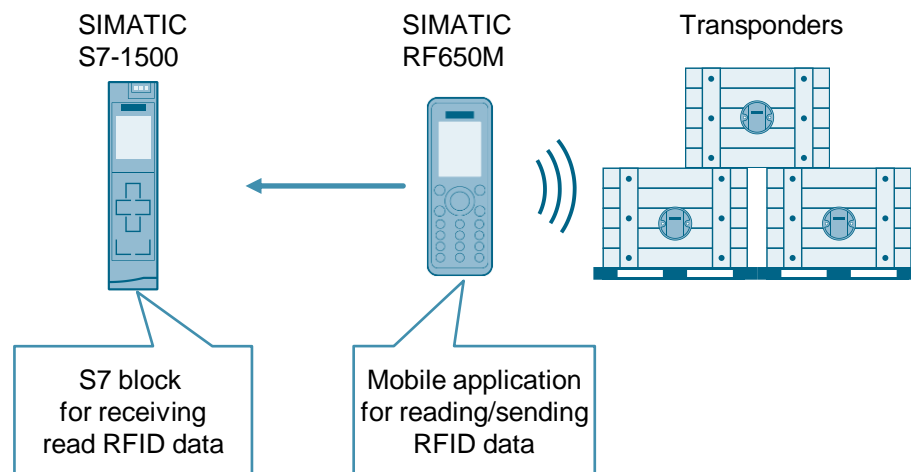 SIMATIC
S7-1500
SIMATIC
RF650M
Transponders
S7 block
for receiving
read RFID data
Mobile application
for reading/sending
RFID data